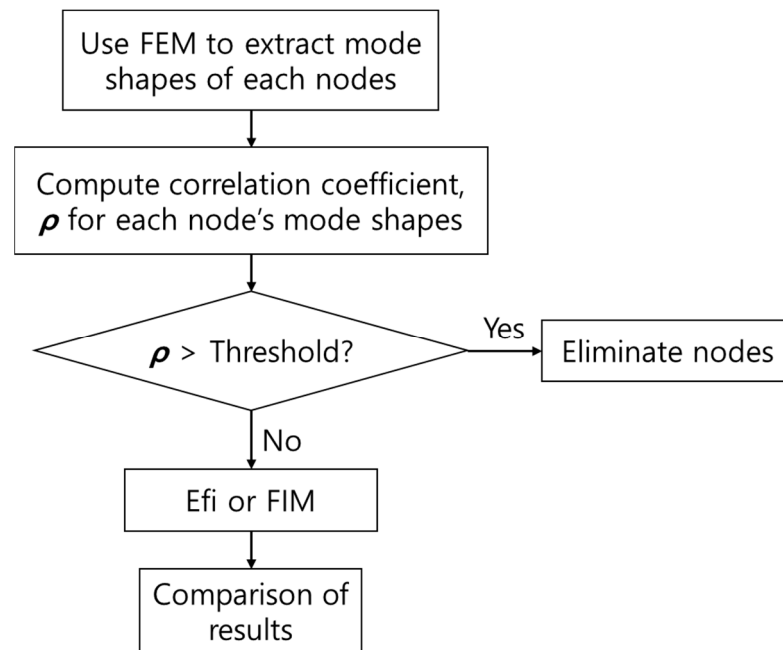 Use FEM to extract mode
shapes of each nodes
Compute correlation coefficient,
ρ for each node's mode shapes
ρ > Threshold?
Yes
Eliminate nodes
No
Efi or FIM
Comparison of
results